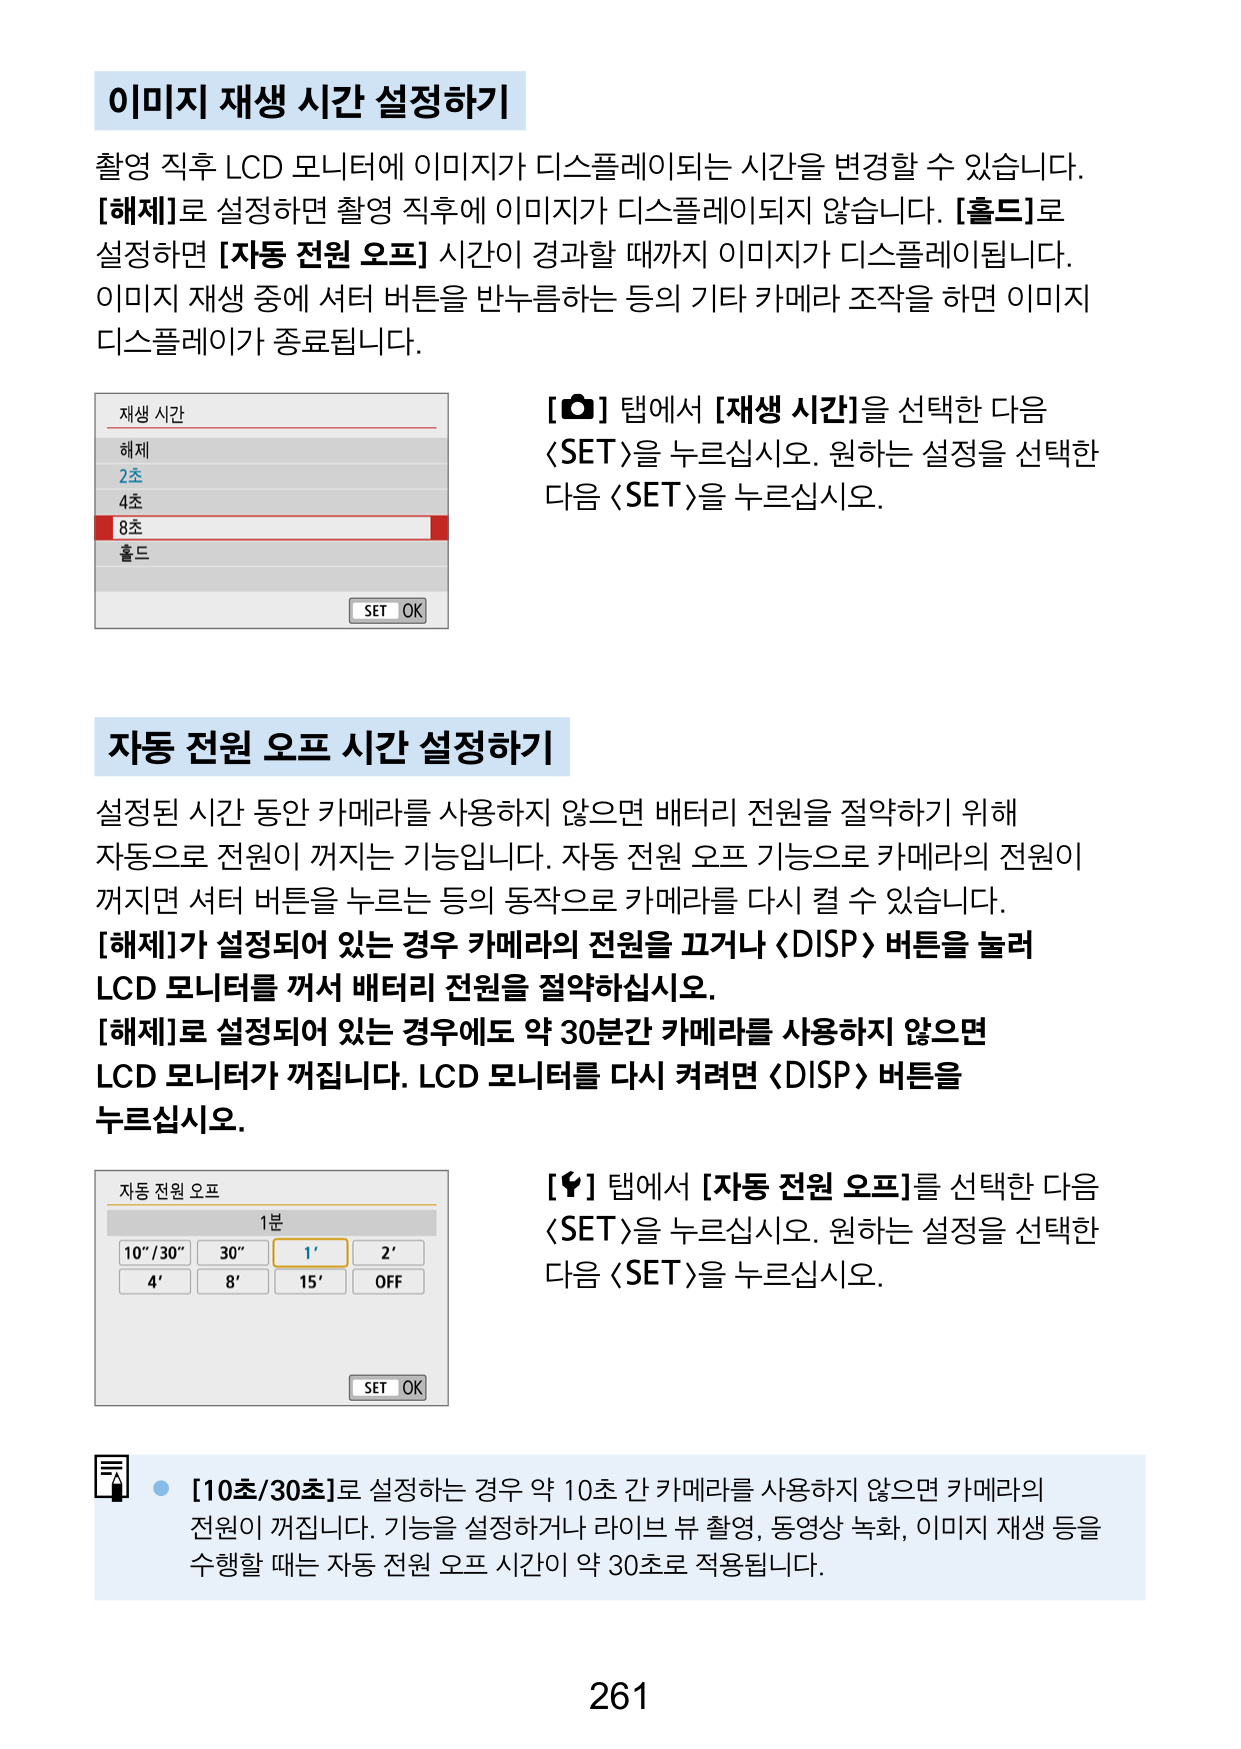 이미지 재생 시간 설정하기
촬영 직후 LCD 모니터에 이미지가 디스플레이되는 시간을 변경할 수 있습니다.
[해제]로 설정하면 촬영 직후에 이미지가 디스플레이되지 않습니다. [홀드]로
설정하면 [자동 전원 오프] 시간이 경과할 때까지 이미지가 디스플레이됩니다.
이미지 재생 중에 셔터 버튼을 반누름하는 등의 기타 카메라 조작을 하면 이미지
디스플레이가 종료됩니다.
재생 시간
해제
2초
4초
8초
홀드
SET OK
[ ] 탭에서 [재생 시간]을 선택한 다음
<SET>을 누르십시오. 원하는 설정을 선택한
다음 <SET>을 누르십시오.
자동 전원 오프 시간 설정하기
설정된 시간 동안 카메라를 사용하지 않으면 배터리 전원을 절약하기 위해
자동으로 전원이 꺼지는 기능입니다. 자동 전원 오프 기능으로 카메라의 전원이
꺼지면 셔터 버튼을 누르는 등의 동작으로 카메라를 다시 켤 수 있습니다.
[해제]가 설정되어 있는 경우 카메라의 전원을 끄거나 <DISP> 버튼을 눌러
LCD 모니터를 꺼서 배터리 전원을 절약하십시오.
[해제]로 설정되어 있는 경우에도 약 30분간 카메라를 사용하지 않으면
LCD 모니터가 꺼집니다. LCD 모니터를 다시 켜려면 <DISP> 버튼을
누르십시오.
자동 전원 오프
1분
10″/30″ 30″ 1′ 2′
4′ 8′ 15′ OFF
SET OK
[ ] 탭에서 [자동 전원 오프]를 선택한 다음
<SET>을 누르십시오. 원하는 설정을 선택한
다음 <SET>을 누르십시오.
● [10초/30초]로 설정하는 경우 약 10초 간 카메라를 사용하지 않으면 카메라의
전원이 꺼집니다. 기능을 설정하거나 라이브 뷰 촬영, 동영상 녹화, 이미지 재생 등을
수행할 때는 자동 전원 오프 시간이 약 30초로 적용됩니다.
261